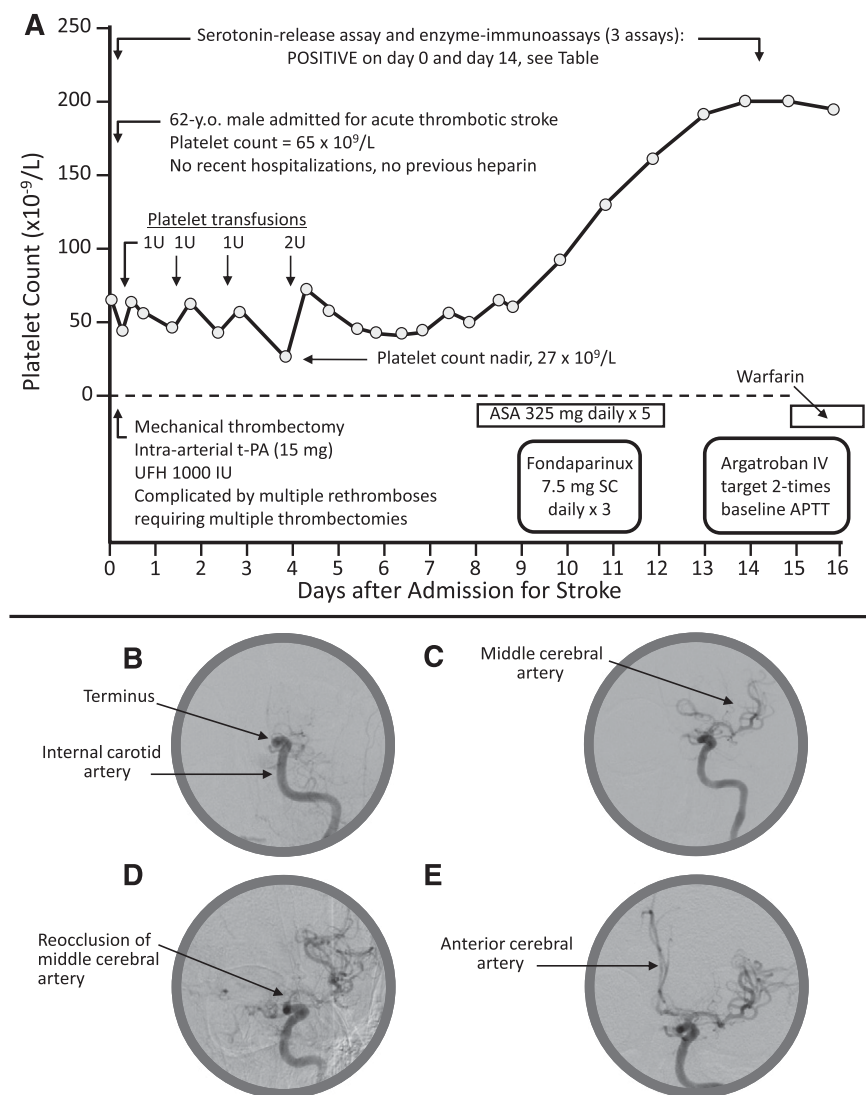 A
250
200
150
100
50
0
Platelet Count (x10⁻⁹/L)
Serotonin-release assay and enzyme-immunoassays (3 assays):
POSITIVE on day 0 and day 14, see Table
62-y.o. male admitted for acute thrombotic stroke
Platelet count = 65 x 10⁹/L
No recent hospitalizations, no previous heparin
Platelet transfusions
1U 1U 1U 2U
Platelet count nadir, 27 x 10⁹/L
Warfarin
ASA 325 mg daily x 5
Mechanical thrombectomy
Intra-arterial t-PA (15 mg)
UFH 1000 IU
Complicated by multiple rethromboses
requiring multiple thrombectomies
Fondaparinux
7.5 mg SC
daily x 3
Argatroban IV
target 2-times
baseline APTT
0 1 2 3 4 5 6 7 8 9 10 11 12 13 14 15 16
Days after Admission for Stroke
B
Terminus
Internal carotid
artery
C
Middle cerebral
artery
D
Reocclusion of
middle cerebral
artery
E
Anterior cerebral
artery